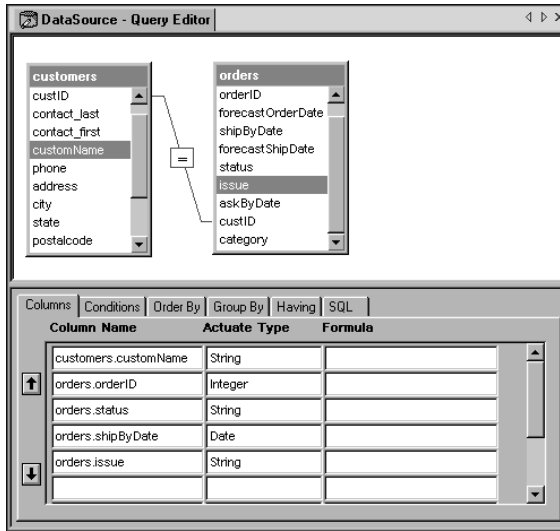 DataSource - Query Editor
customers
custID
contact_last
contact_first
customName
phone
address
city
state
postalcode
=
orders
orderID
forecastOrderDate
shipByDate
forecastShipDate
status
issue
askByDate
custID
category
Columns Conditions Order By Group By Having SQL
Column Name Actuate Type Formula
customers.customName String
orders.orderID Integer
orders.status String
orders.shipByDate Date
orders.issue String